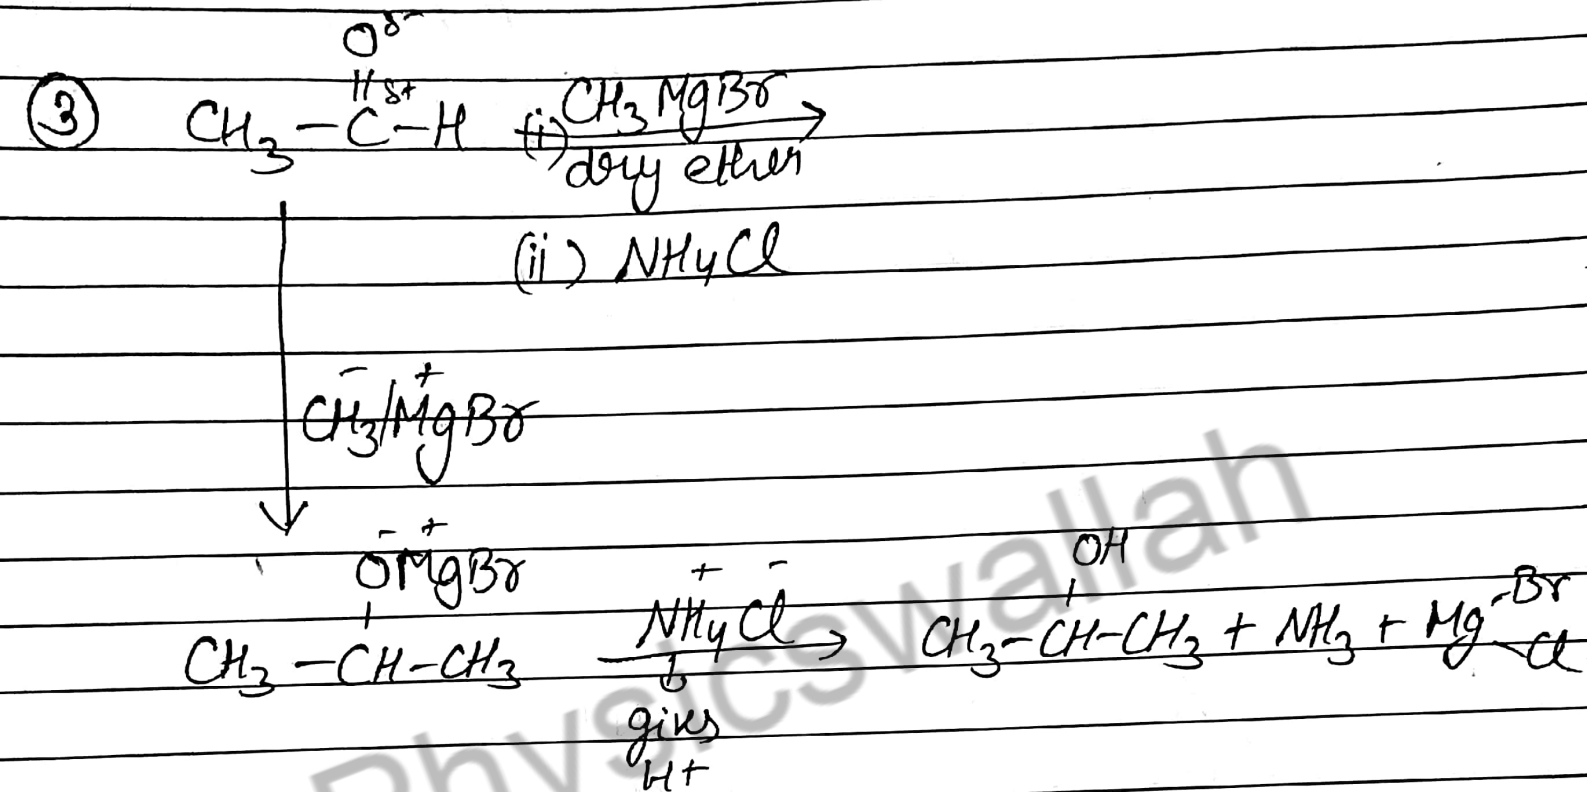 Oδ-
|| δ+
③ CH3-C-H (i) CH3MgBr
dry ether
(ii) NH4Cl
- +
CH3/MgBr
- + 
OMgBr + - OH
CH3-CH-CH3 NH4Cl → CH3-CH-CH3 + NH3 + Mg-Br
Cl
gives
H+
Physicswallah